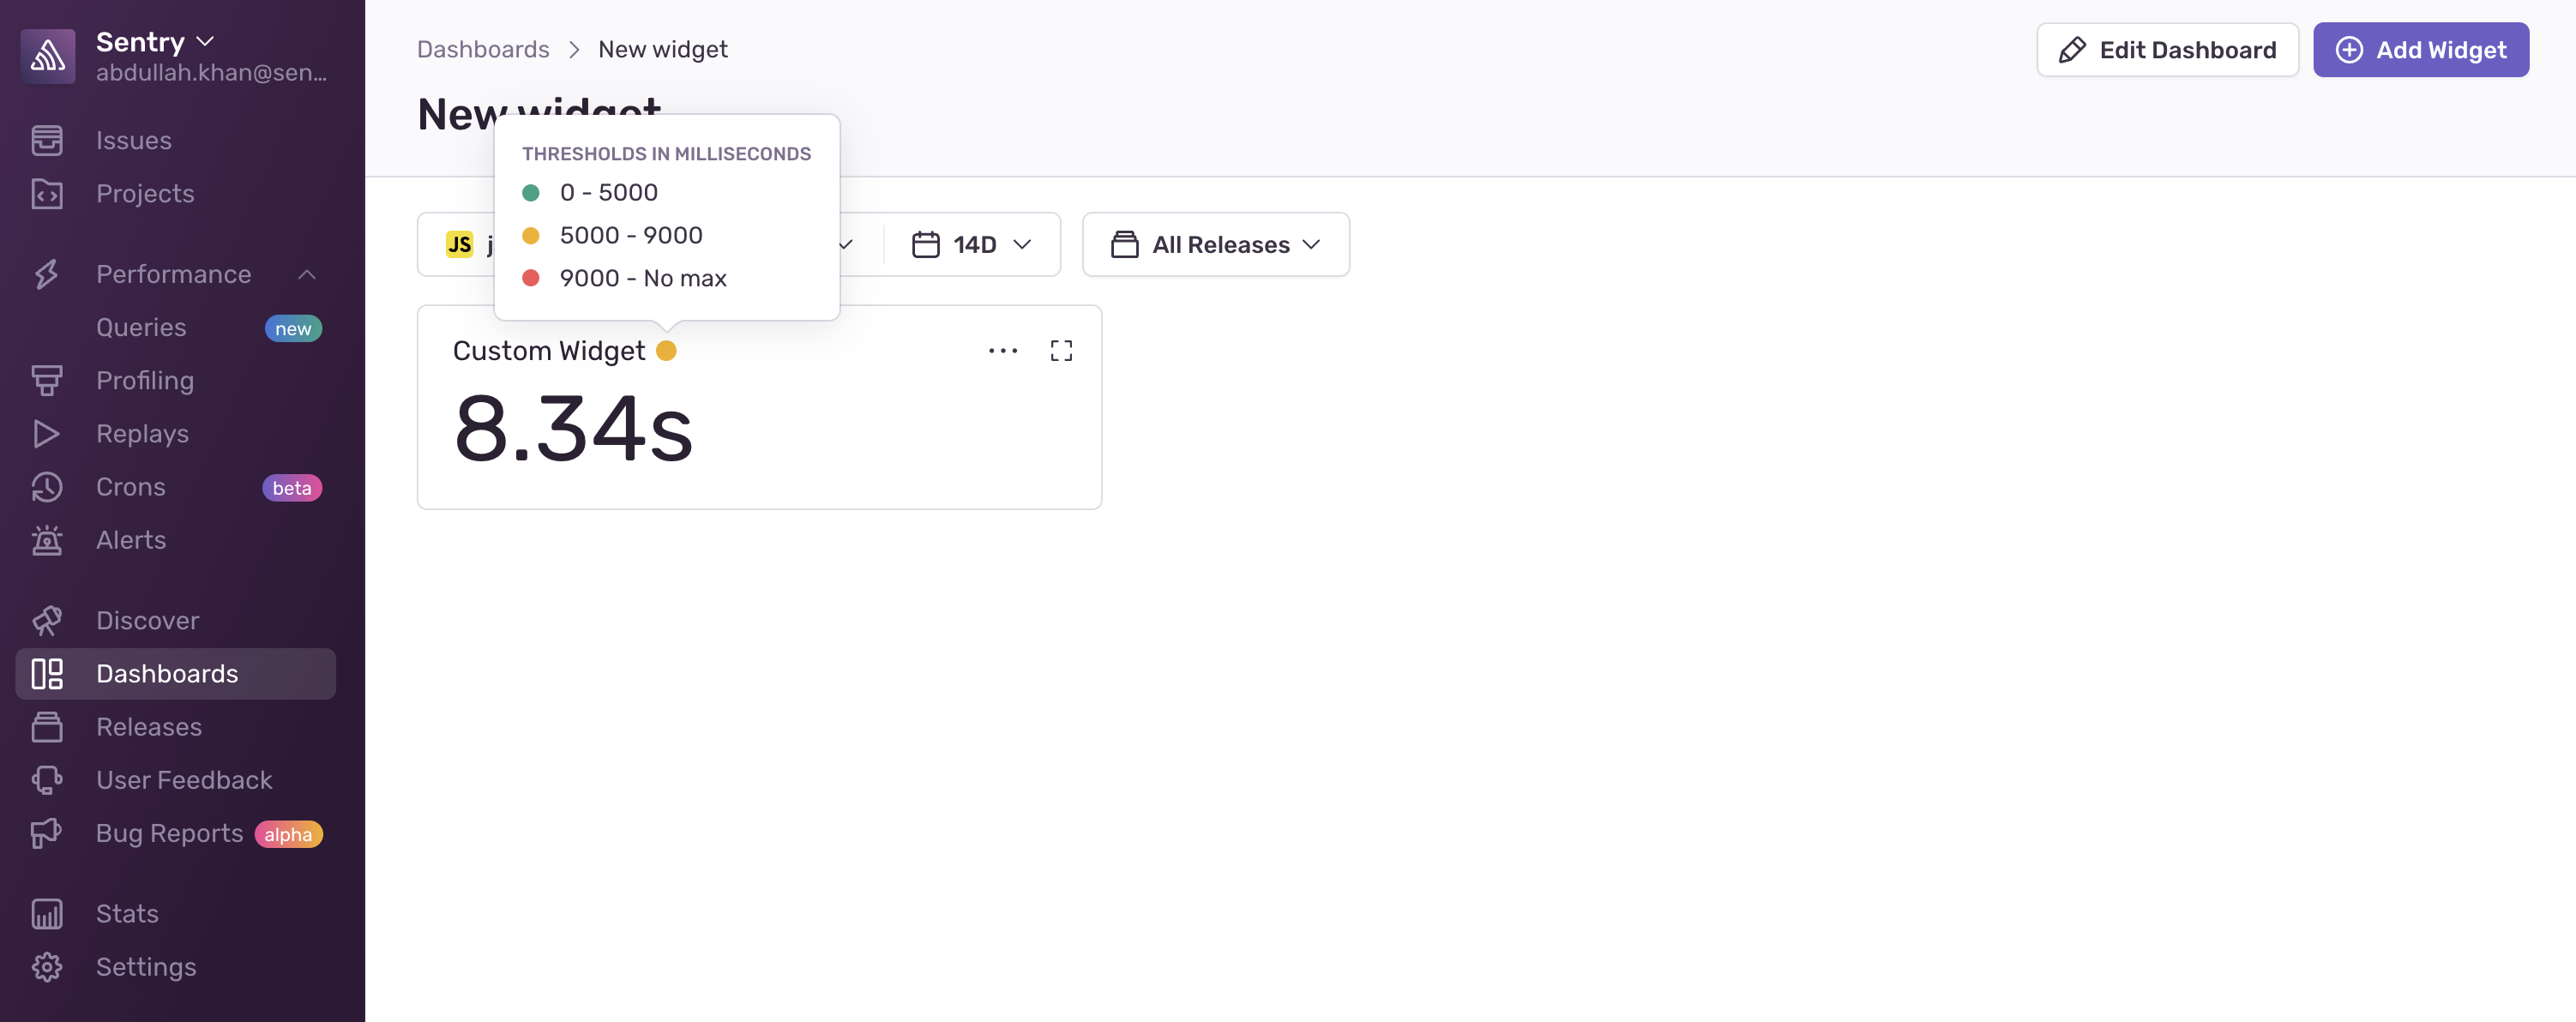 Sentry
abdullah.khan@sen...
Issues
Projects
Performance
Queries new
Profiling
Replays
Crons beta
Alerts
Discover
Dashboards
Releases
User Feedback
Bug Reports alpha
Stats
Settings
Dashboards > New widget
Edit Dashboard
Add Widget
New widget
THRESHOLDS IN MILLISECONDS
0 - 5000
5000 - 9000
9000 - No max
JS
14D
All Releases
Custom Widget
8.34s